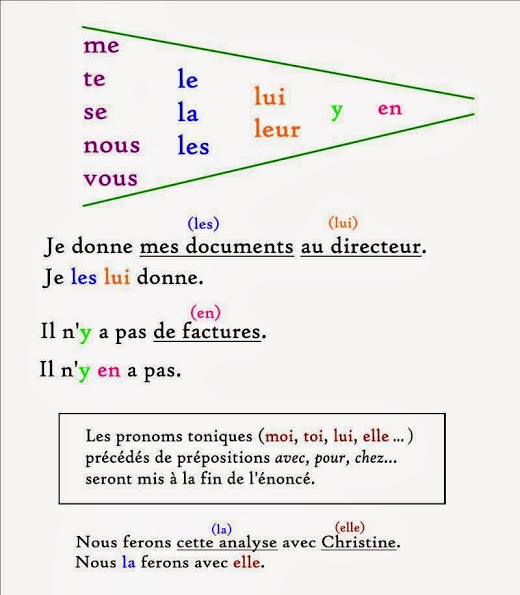 me
te
se
nous
vous
le
la
les
lui
leur
y
en
(les) (lui)
Je donne mes documents au directeur.
Je les lui donne.
(en)
Il n'y a pas de factures.
Il n'y en a pas.
Les pronoms toniques (moi, toi, lui, elle ... )
précédés de prépositions avec, pour, chez...
seront mis à la fin de l'énoncé.
(la) (elle)
Nous ferons cette analyse avec Christine.
Nous la ferons avec elle.